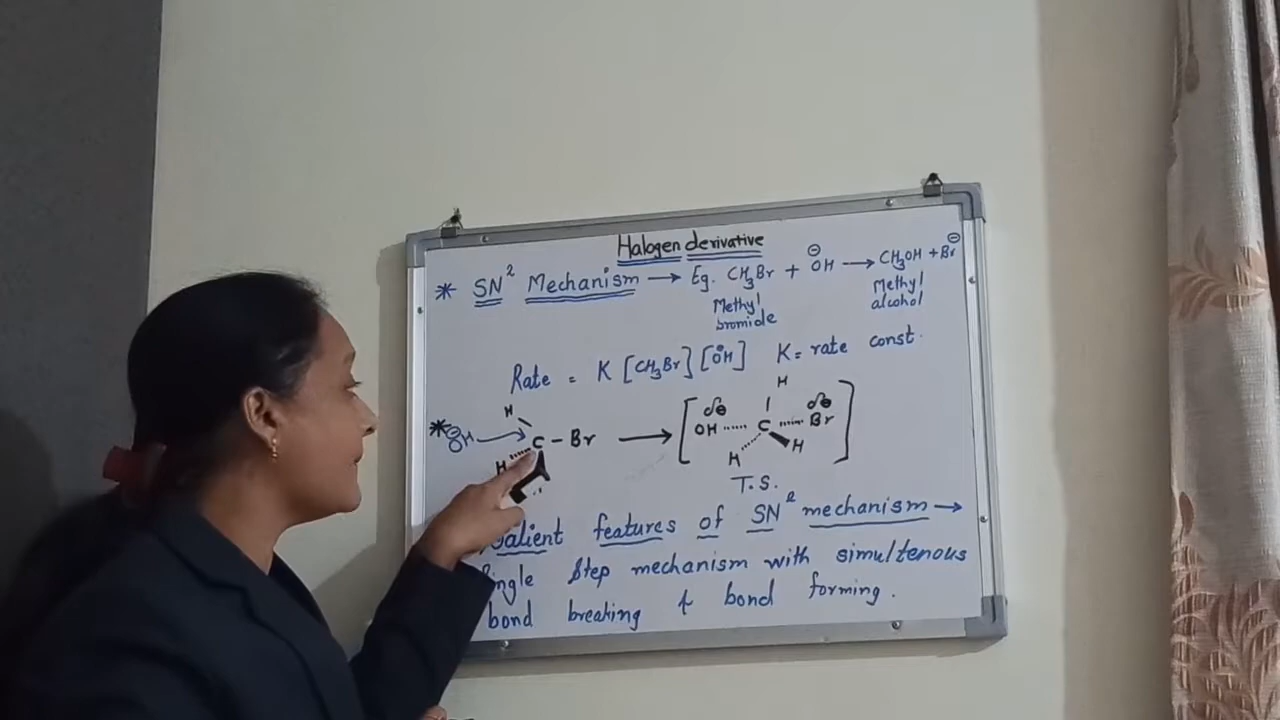 Halogen derivative
* SN² Mechanism → Eg. CH₃Br + ⊖OH → CH₃OH + Br⊖
Methyl bromide
Methyl alcohol
Rate = K [CH₃Br] [⊖OH] K = rate const.
* ⊖OH → H H C - Br → [ δ⊖ OH ...... C ...... Br δ⊖ H H H ]
T.S.
Salient features of SN² mechanism →
Single Step mechanism with simultenous
bond breaking & bond forming.